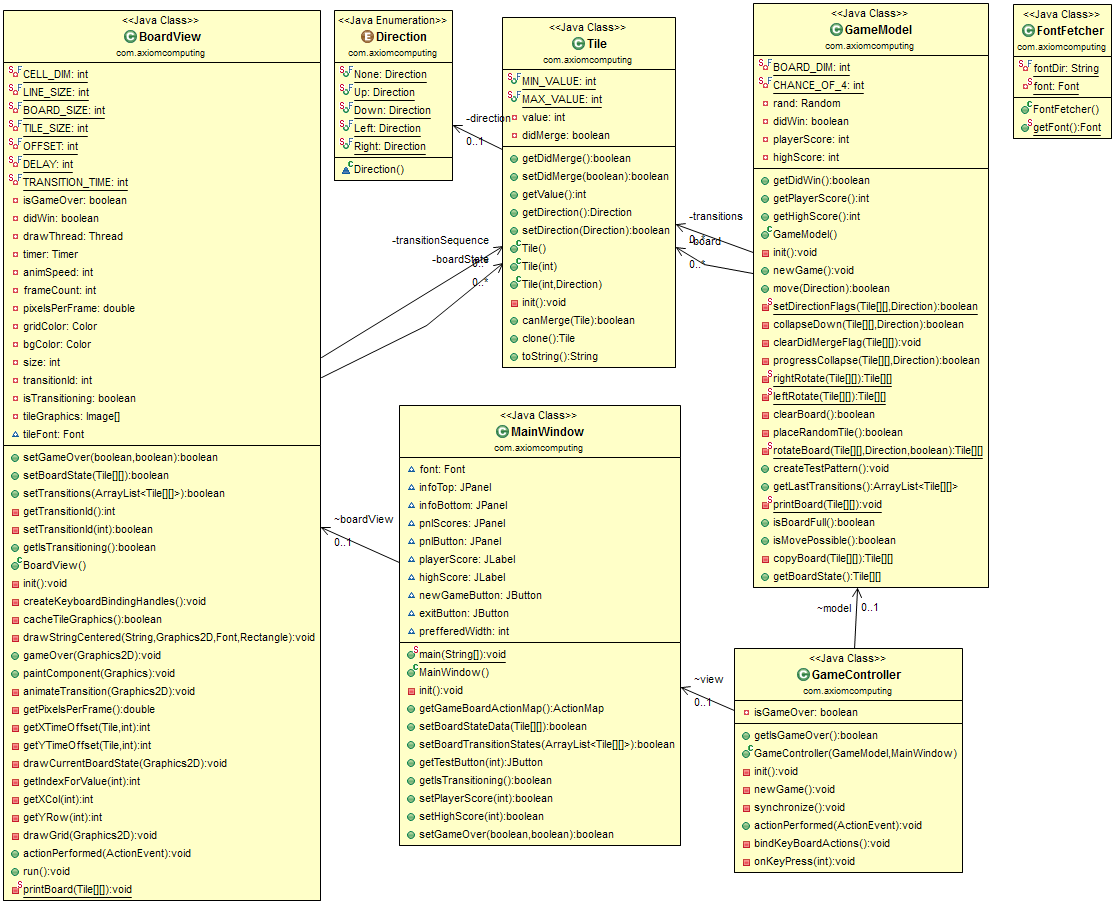 <<Java Class>>
BoardView
com.axiomcomputing
CELL_DIM: int
LINE_SIZE: int
BOARD_SIZE: int
TILE_SIZE: int
OFFSET: int
DELAY: int
TRANSITION_TIME: int
isGameOver: boolean
didWin: boolean
drawThread: Thread
timer: Timer
animSpeed: int
frameCount: int
pixelsPerFrame: double
gridColor: Color
bgColor: Color
size: int
transitionId: int
isTransitioning: boolean
tileGraphics: Image[]
tileFont: Font
setGameOver(boolean,boolean):boolean
setBoardState(Tile[][]):boolean
setTransitions(ArrayList<Tile[][]>):boolean
getTransitionId():int
setTransitionId(int):boolean
getIsTransitioning():boolean
BoardView()
init():void
createKeyboardBindingHandles():void
cacheTileGraphics():boolean
drawStringCentered(String,Graphics2D,Font,Rectangle):void
gameOver(Graphics2D):void
paintComponent(Graphics):void
animateTransition(Graphics2D):void
getPixelsPerFrame():double
getXTimeOffset(Tile,int):int
getYTimeOffset(Tile,int):int
drawCurrentBoardState(Graphics2D):void
getIndexForValue(int):int
getXCol(int):int
getYRow(int):int
drawGrid(Graphics2D):void
actionPerformed(ActionEvent):void
run():void
printBoard(Tile[][]):void
<<Java Enumeration>>
Direction
com.axiomcomputing
None: Direction
Up: Direction
Down: Direction
Left: Direction
Right: Direction
Direction()
-direction
0..1
<<Java Class>>
Tile
com.axiomcomputing
MIN_VALUE: int
MAX_VALUE: int
value: int
didMerge: boolean
getDidMerge():boolean
setDidMerge(boolean):boolean
getValue():int
getDirection():Direction
setDirection(Direction):boolean
Tile()
Tile(int)
Tile(int,Direction)
init():void
canMerge(Tile):boolean
clone():Tile
toString():String
-transitionSequence
0..*
-boardState
0..*
<<Java Class>>
GameModel
com.axiomcomputing
BOARD_DIM: int
CHANCE_OF_4: int
rand: Random
didWin: boolean
playerScore: int
highScore: int
getDidWin():boolean
getPlayerScore():int
getHighScore():int
GameModel()
init():void
newGame():void
move(Direction):boolean
setDirectionFlags(Tile[][],Direction):boolean
collapseDown(Tile[][],Direction):boolean
clearDidMergeFlag(Tile[][]):void
progressCollapse(Tile[][],Direction):boolean
rightRotate(Tile[][]):Tile[][]
leftRotate(Tile[][]):Tile[][]
clearBoard():boolean
placeRandomTile():boolean
rotateBoard(Tile[][],Direction,boolean):Tile[][]
createTestPattern():void
getLastTransitions():ArrayList<Tile[][]>
printBoard(Tile[][]):void
isBoardFull():boolean
isMovePossible():boolean
copyBoard(Tile[][]):Tile[][]
getBoardState():Tile[][]
-transitions
0..*
-board
0..*
<<Java Class>>
FontFetcher
com.axiomcomputing
fontDir: String
font: Font
FontFetcher()
getFont():Font
<<Java Class>>
MainWindow
com.axiomcomputing
font: Font
infoTop: JPanel
infoBottom: JPanel
pnlScores: JPanel
pnlButton: JPanel
playerScore: JLabel
highScore: JLabel
newGameButton: JButton
exitButton: JButton
prefferedWidth: int
main(String[]):void
MainWindow()
init():void
getGameBoardActionMap():ActionMap
setBoardStateData(Tile[][]):boolean
setBoardTransitionStates(ArrayList<Tile[][]>):boolean
getTestButton(int):JButton
getIsTransitioning():boolean
setPlayerScore(int):boolean
setHighScore(int):boolean
setGameOver(boolean,boolean):boolean
~boardView
0..1
~model
0..1
~view
0..1
<<Java Class>>
GameController
com.axiomcomputing
isGameOver: boolean
getIsGameOver():boolean
GameController(GameModel,MainWindow)
init():void
newGame():void
synchronize():void
actionPerformed(ActionEvent):void
bindKeyBoardActions():void
onKeyPress(int):void